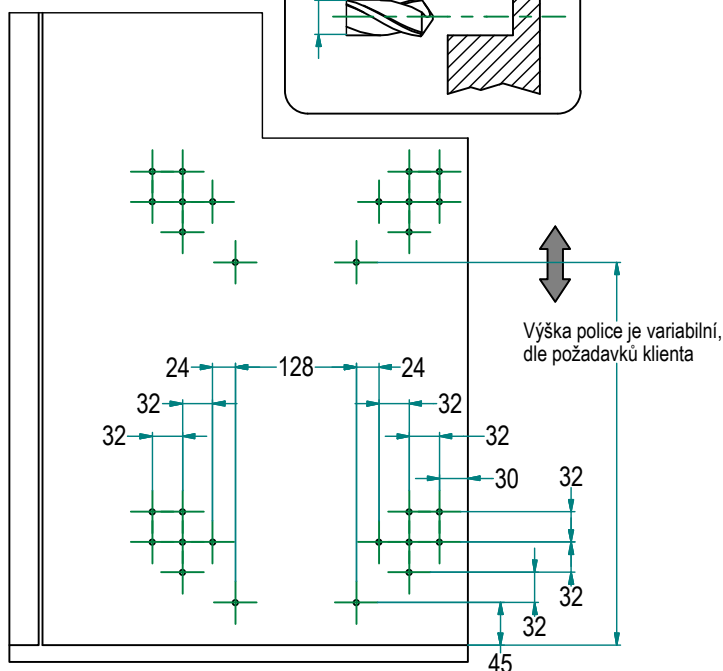 Výška police je variabilní,
dle požadavků klienta
24 128 24
32 32
32 32
30
32
32
32
45